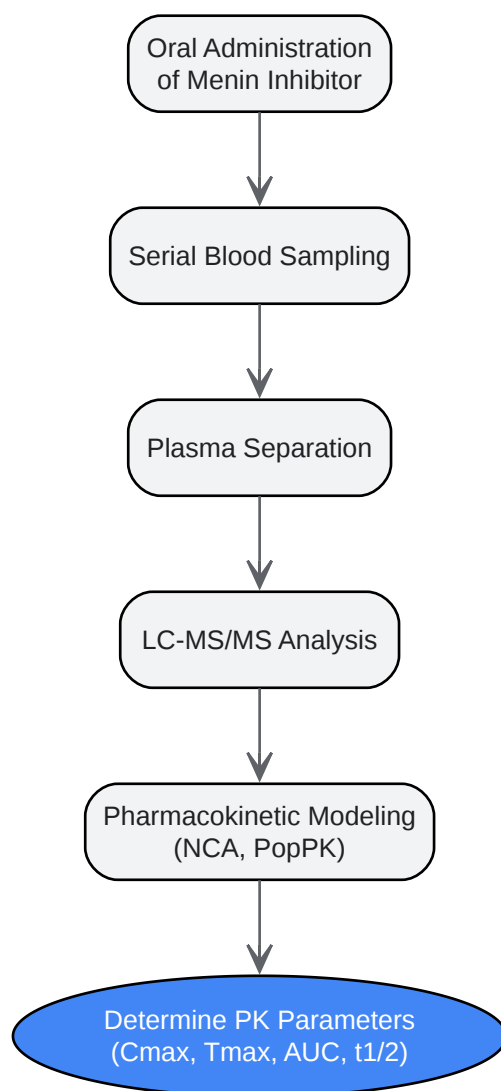 Oral Administration
of Menin Inhibitor
Serial Blood Sampling
Plasma Separation
LC-MS/MS Analysis
Pharmacokinetic Modeling
(NCA, PopPK)
Determine PK Parameters
(Cmax, Tmax, AUC, t1/2)